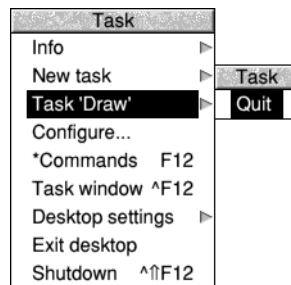 Task
Info
New task
Task 'Draw'
Configure...
*Commands F12
Task window ^F12
Desktop settings
Exit desktop
Shutdown ^⇑F12
Task
Quit